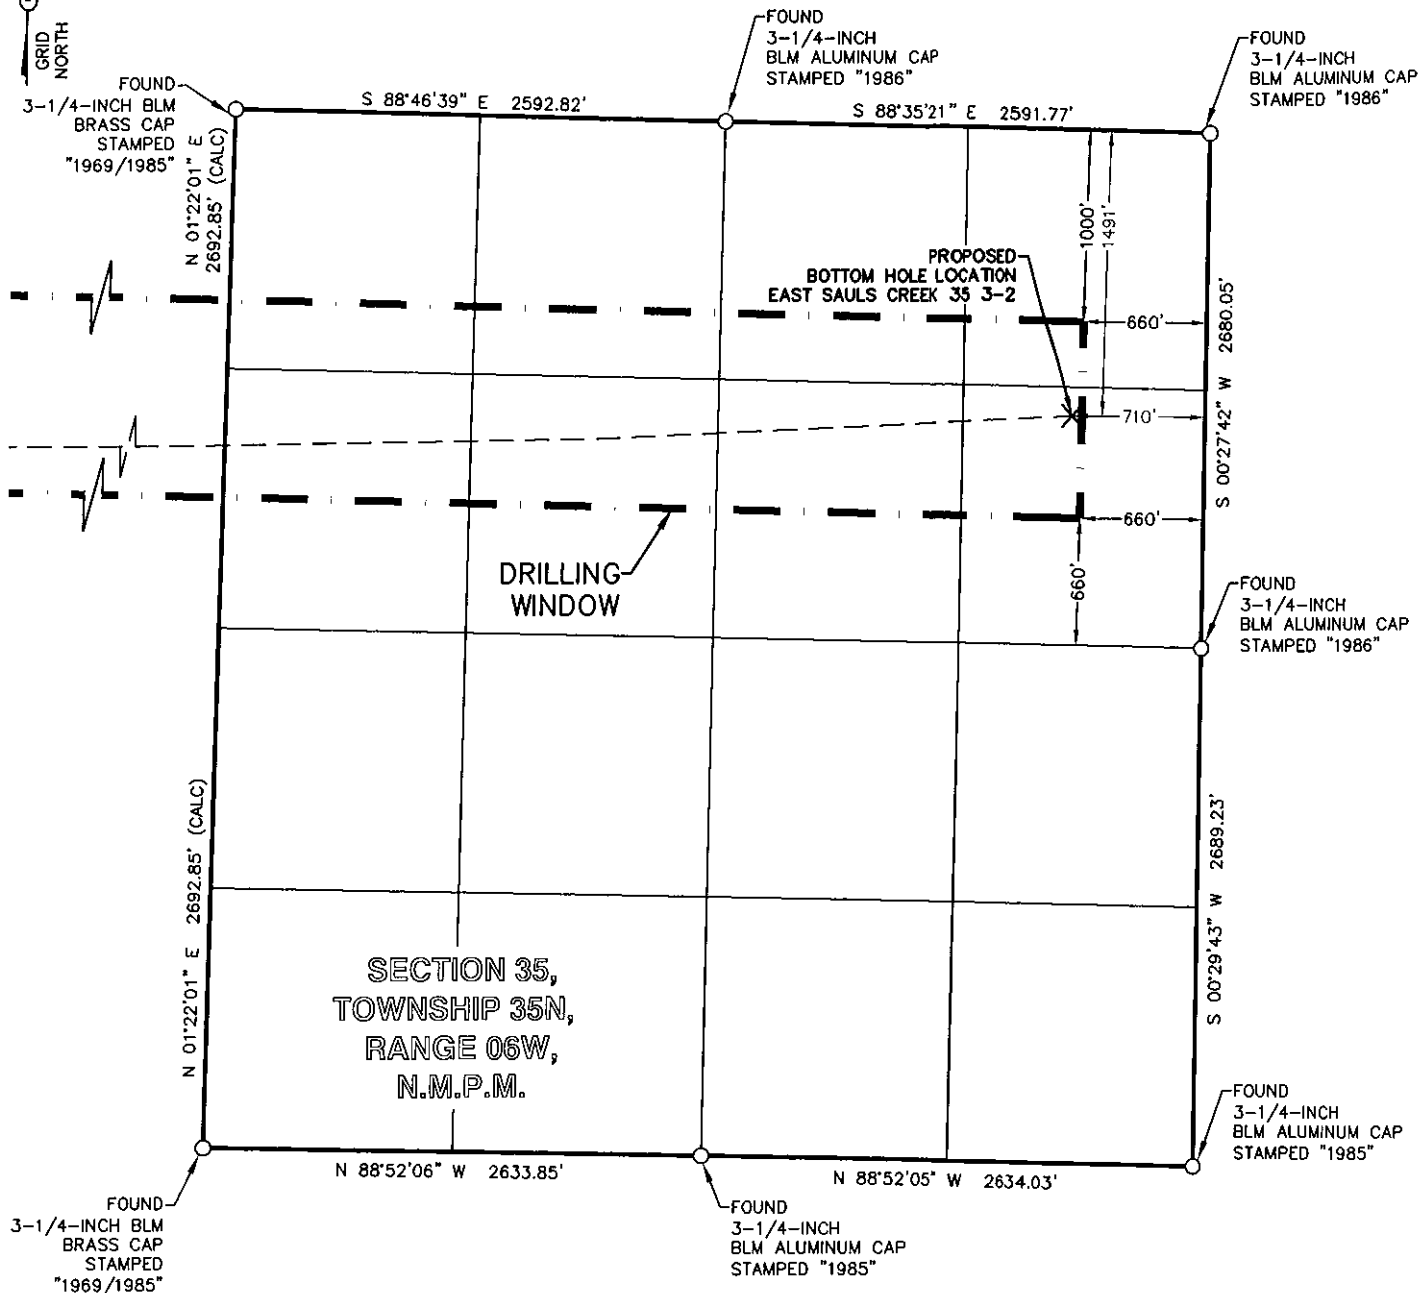 GRID
NORTH
FOUND
3-1/4-INCH BLM
BRASS CAP
STAMPED
"1969/1985"
S 88°46'39" E 2592.82'
FOUND
3-1/4-INCH
BLM ALUMINUM CAP
STAMPED "1986"
S 88°35'21" E 2591.77'
FOUND
3-1/4-INCH
BLM ALUMINUM CAP
STAMPED "1986"
N 01°22'01" E
2692.85' (CALC)
1000'
1491'
PROPOSED
BOTTOM HOLE LOCATION
EAST SAULS CREEK 35 3-2
660'
710'
660'
660'
S 00°27'42" W 2680.05'
DRILLING
WINDOW
FOUND
3-1/4-INCH
BLM ALUMINUM CAP
STAMPED "1986"
N 01°22'01" E 2692.85' (CALC)
S 00°29'43" W 2689.23'
SECTION 35,
TOWNSHIP 35N,
RANGE 06W,
N.M.P.M.
FOUND
3-1/4-INCH
BLM ALUMINUM CAP
STAMPED "1985"
N 88°52'06" W 2633.85'
N 88°52'05" W 2634.03'
FOUND
3-1/4-INCH BLM
BRASS CAP
STAMPED
"1969/1985"
FOUND
3-1/4-INCH
BLM ALUMINUM CAP
STAMPED "1985"